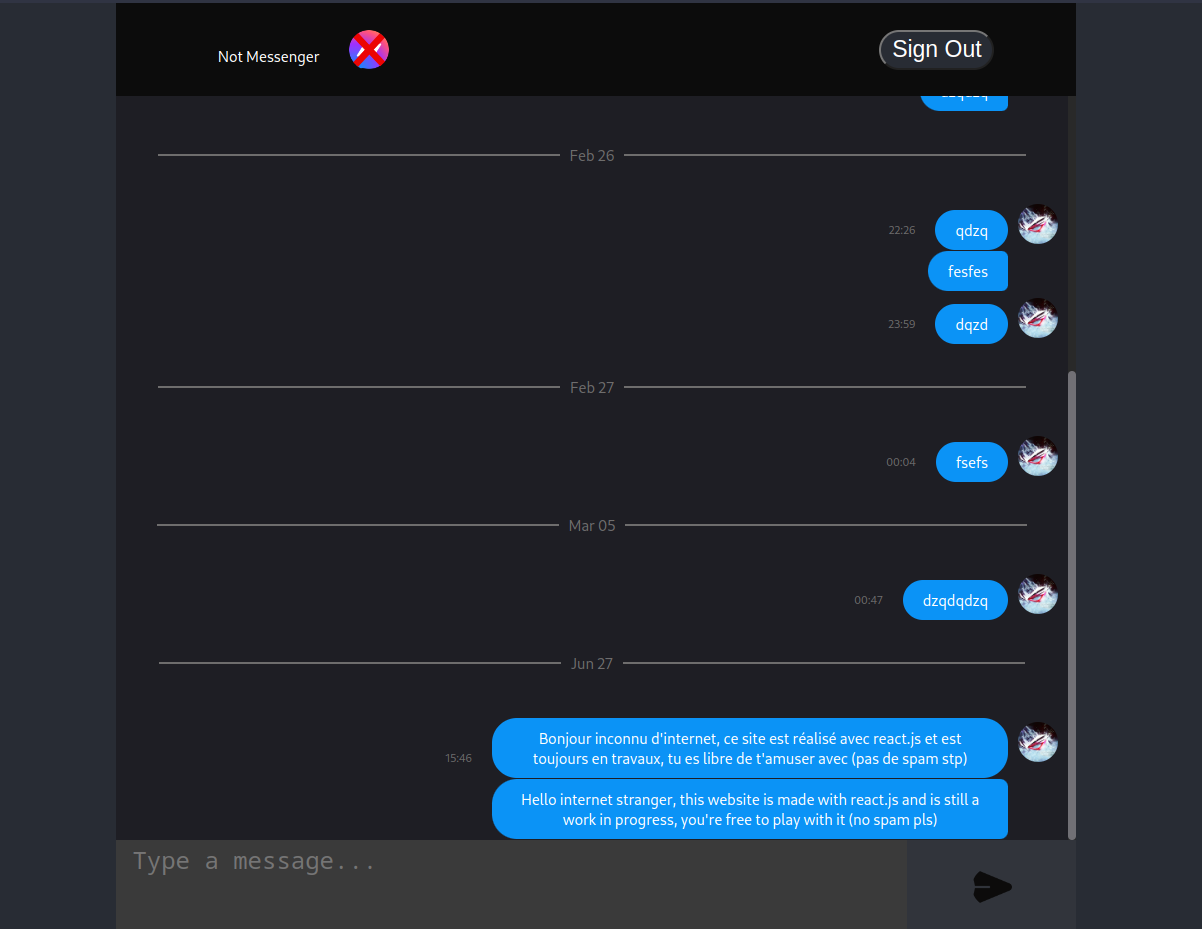 Not Messenger
Sign Out
Feb 26
22:26
qdzq
fesfes
23:59
dqzd
Feb 27
00:04
fsefs
Mar 05
00:47
dzqdqdzq
Jun 27
Bonjour inconnu d'internet, ce site est réalisé avec react.js et est
15:46
toujours en travaux, tu es libre de t'amuser avec (pas de spam stp)
Hello internet stranger, this website is made with react.js and is still a
work in progress, you're free to play with it (no spam pls)
Type a message...